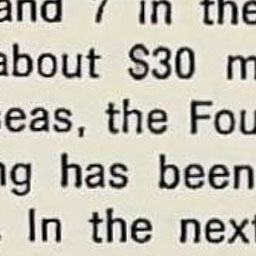 and 7 in the
about $30 m
eas, the Fou
ng has been
. In the next